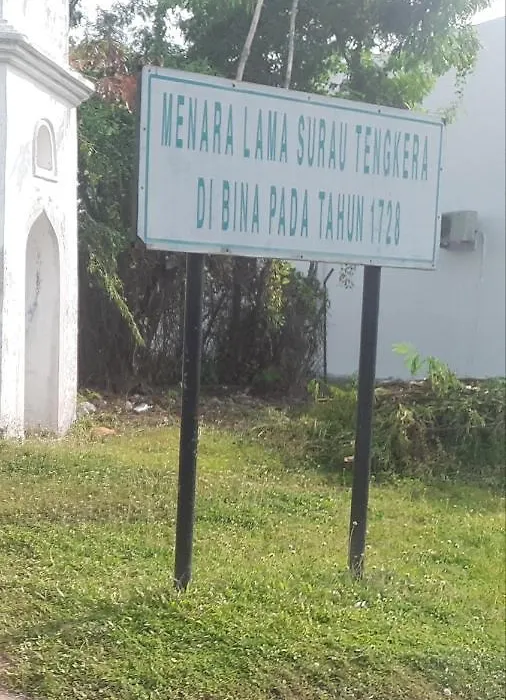 MENARA LAMA SURAU TENGKERA
DI BINA PADA TAHUN 1728